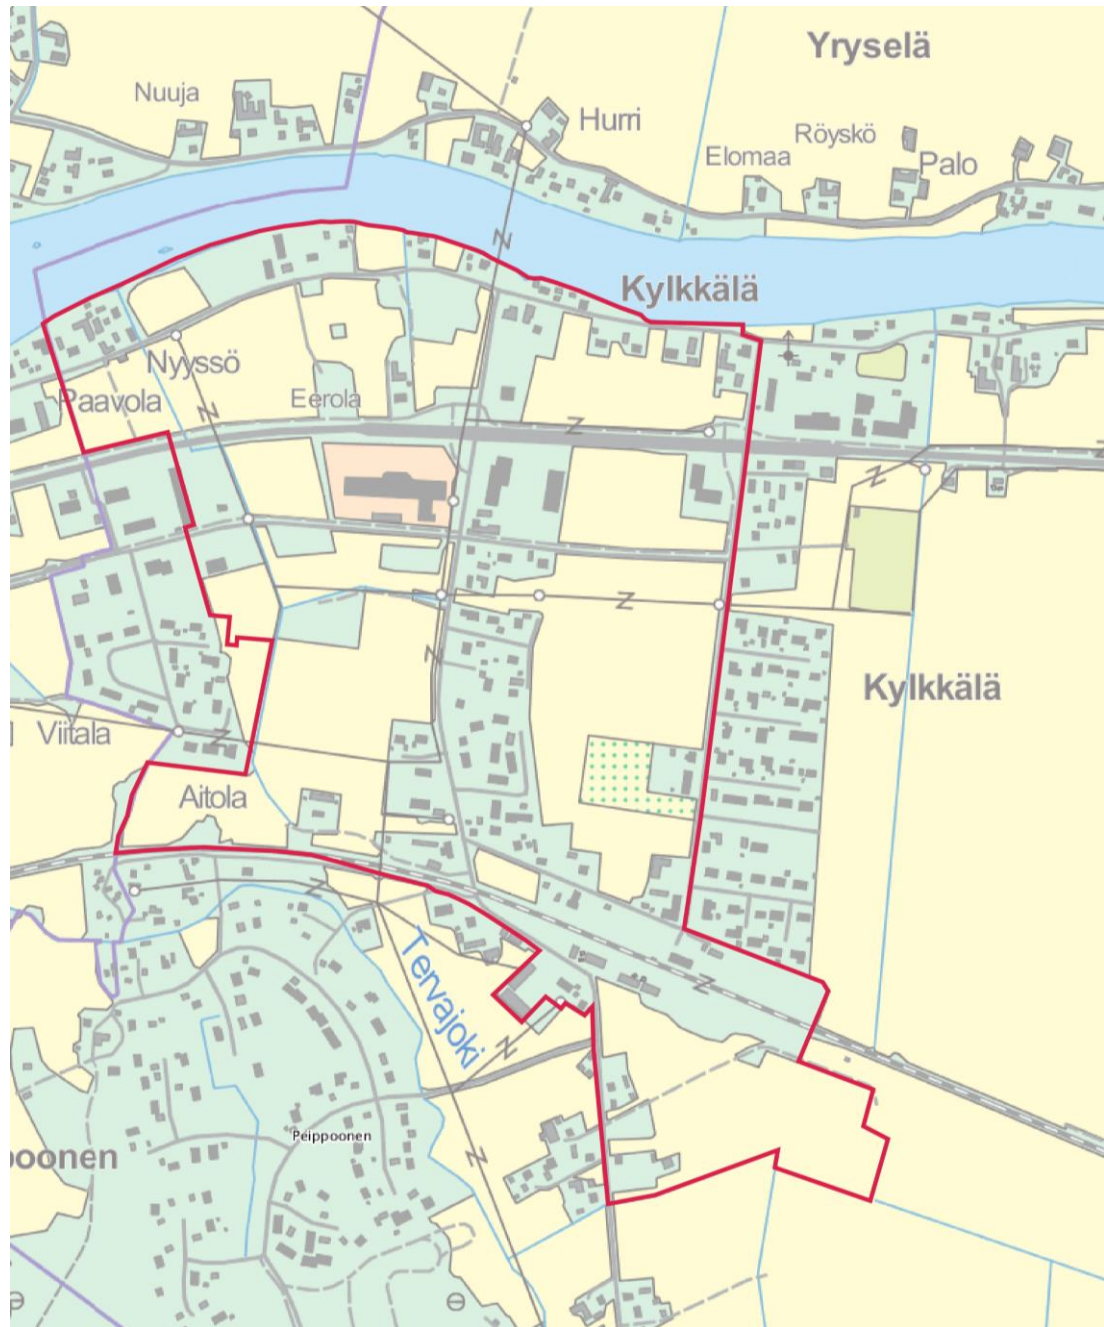 Yryselä
Nuuja
Hurri
Röyskö
Elomaa
Palo
Kylkkälä
Nyyssö
Paavola
Eerola
Kylkkälä
Viitala
Aitola
Tervajoki
Peippoonen
poonen